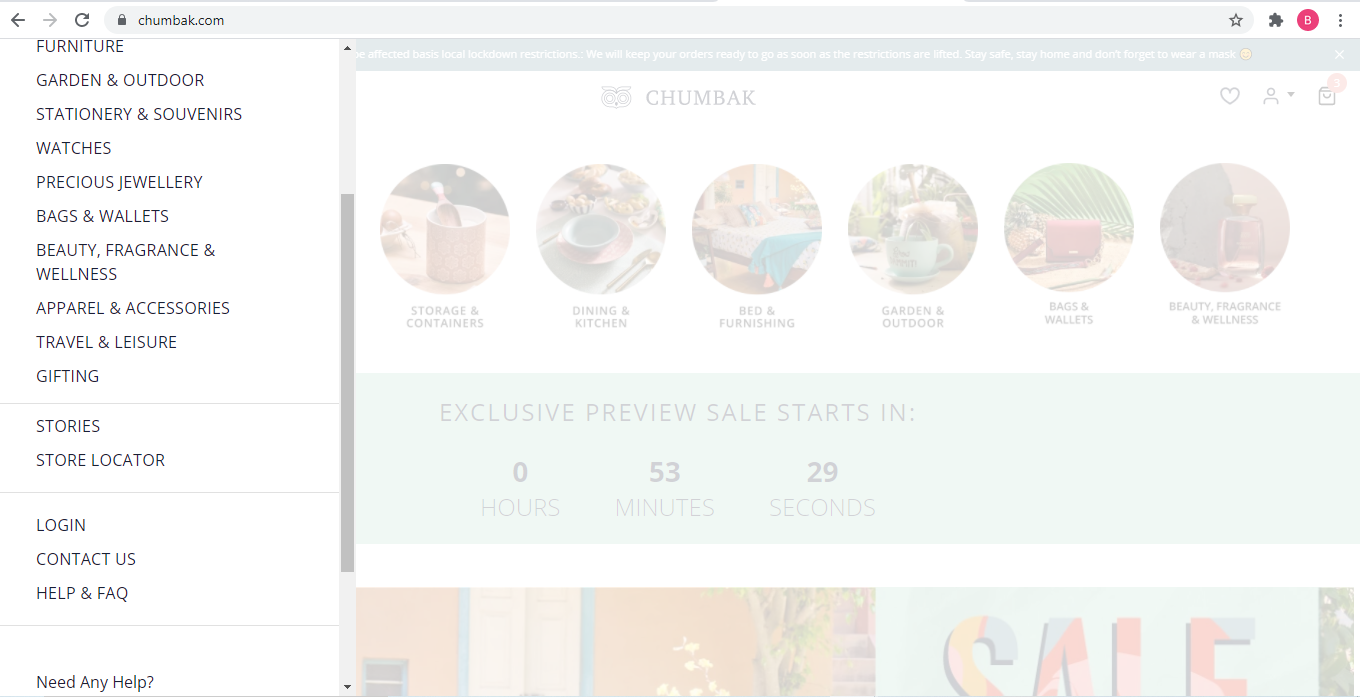 chumbak.com
B
FURNITURE
GARDEN & OUTDOOR
STATIONERY & SOUVENIRS
WATCHES
PRECIOUS JEWELLERY
BAGS & WALLETS
BEAUTY, FRAGRANCE &
WELLNESS
APPAREL & ACCESSORIES
TRAVEL & LEISURE
GIFTING
STORIES
STORE LOCATOR
LOGIN
CONTACT US
HELP & FAQ
Need Any Help?
affected basis local lockdown restrictions.: We will keep your orders ready to go as soon as the restrictions are lifted. Stay safe, stay home and don't forget to wear a mask
CHUMBAK
3
STORAGE &
CONTAINERS
DINING &
KITCHEN
BED &
FURNISHING
GARDEN &
OUTDOOR
BAGS &
WALLETS
BEAUTY, FRAGRANCE
& WELLNESS
EXCLUSIVE PREVIEW SALE STARTS IN:
0 53 29
HOURS MINUTES SECONDS
SALE